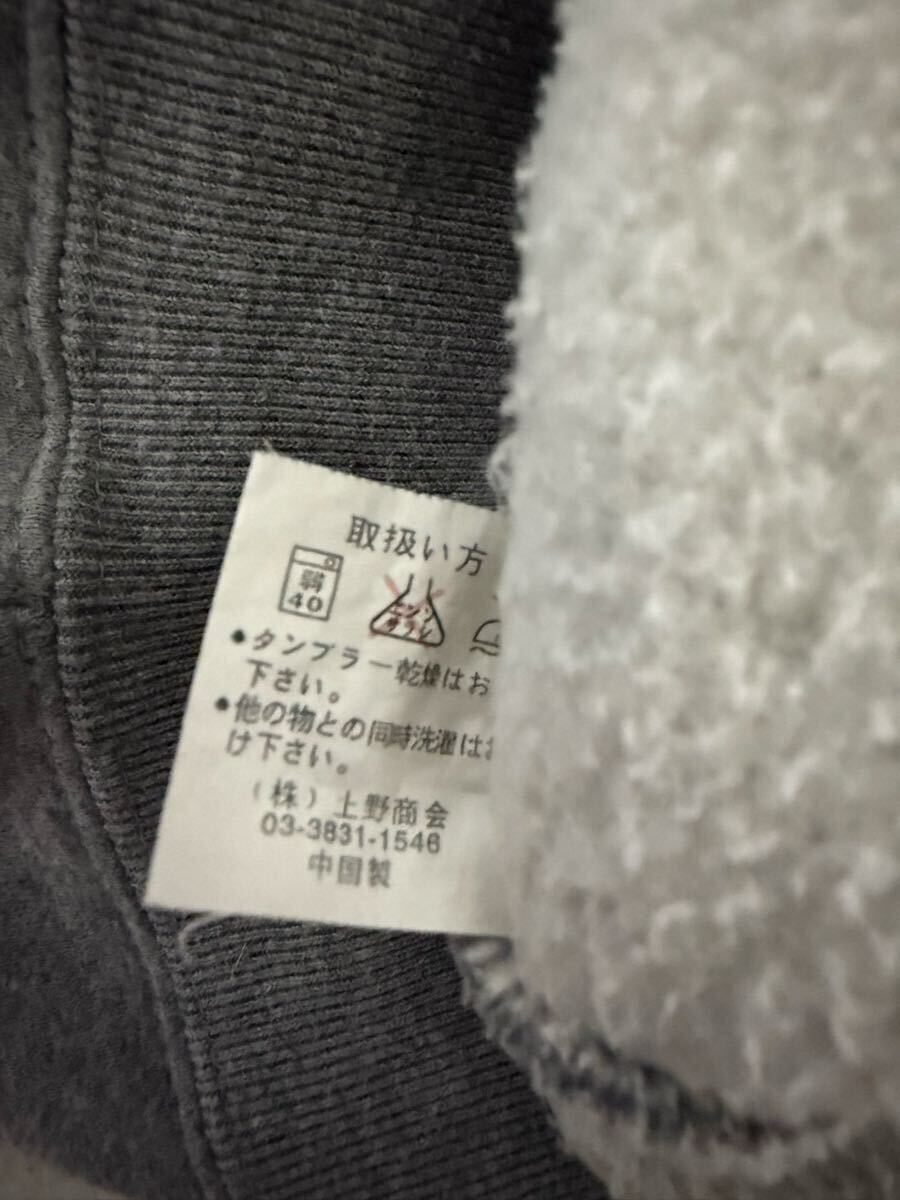 取扱い方
弱
40
エンソ
サラシ
・タンブラー乾燥はお
下さい。
・他の物との同時洗濯はお
け下さい。
(株)上野商会
03-3831-1546
中国製